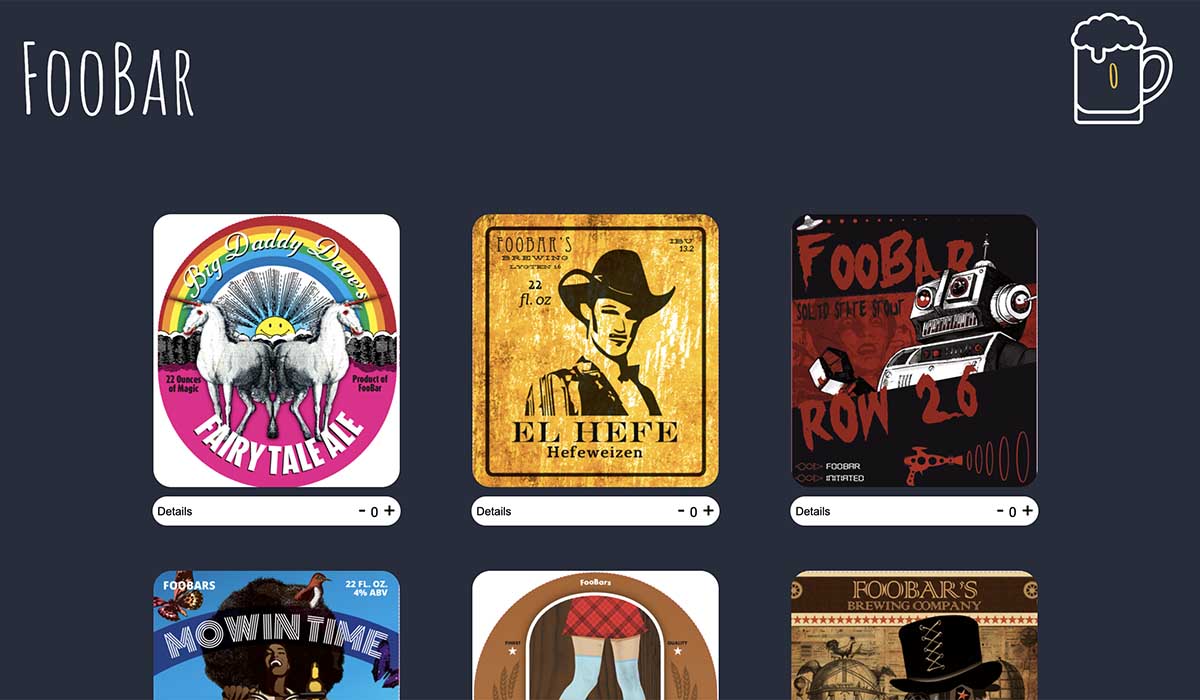 FOOBAR
0
Big Daddy Dave's
22 Ounces
of Magic
Product of
FooBar
FAIRY TALE ALE
Details
- 0 +
FOOBAR'S
BREWING
LYGTEN 16
IBU
13.2
22
fl. oz
EL HEFE
Hefeweizen
Details
- 0 +
FOOBAR
SOLID STATE STOUT
ROW 26
FOOBAR
INITIATED
Details
- 0 +
FOOBARS
22 FL. OZ.
4% ABV
MOWIN TIME
FooBars
FINEST
QUALITY
FOOBAR'S
BREWING COMPANY